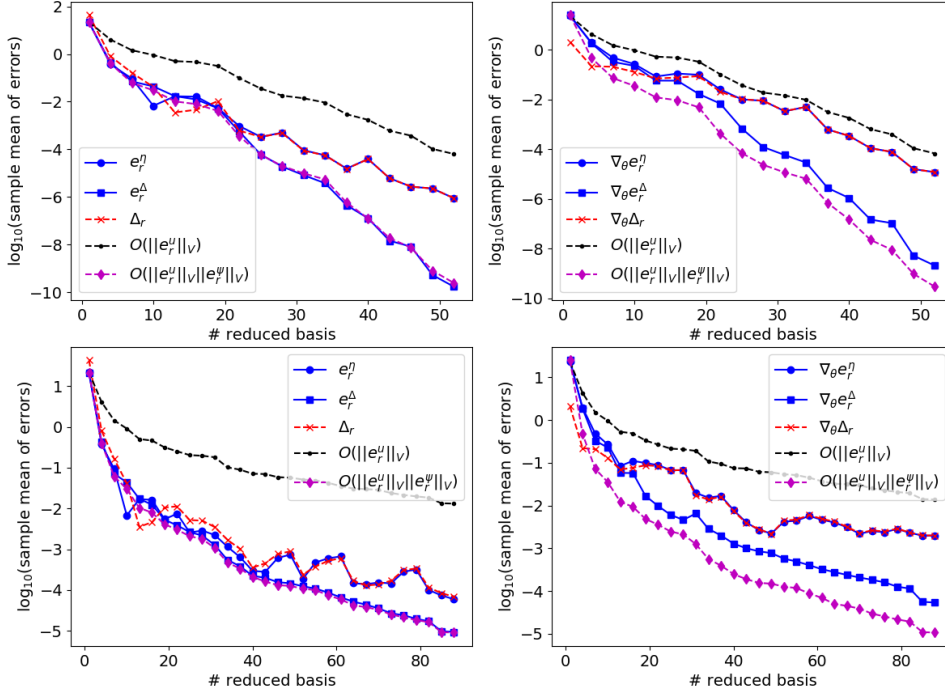 2
0
−2
−4
−6
−8
−10
log₁₀(sample mean of errors)
0 10 20 30 40 50
# reduced basis
e_r^η
e_r^Δ
Δ_r
O(||e_r^u||_V)
O(||e_r^u||_V||e_r^ψ||_V)
0
−2
−4
−6
−8
−10
log₁₀(sample mean of errors)
0 10 20 30 40 50
# reduced basis
∇_θe_r^η
∇_θe_r^Δ
∇_θΔ_r
O(||e_r^u||_V)
O(||e_r^u||_V||e_r^ψ||_V)
1
0
−1
−2
−3
−4
−5
log₁₀(sample mean of errors)
0 20 40 60 80
# reduced basis
e_r^η
e_r^Δ
Δ_r
O(||e_r^u||_V)
O(||e_r^u||_V||e_r^ψ||_V)
1
0
−1
−2
−3
−4
−5
log₁₀(sample mean of errors)
0 20 40 60 80
# reduced basis
∇_θe_r^η
∇_θe_r^Δ
∇_θΔ_r
O(||e_r^u||_V)
O(||e_r^u||_V||e_r^ψ||_V)